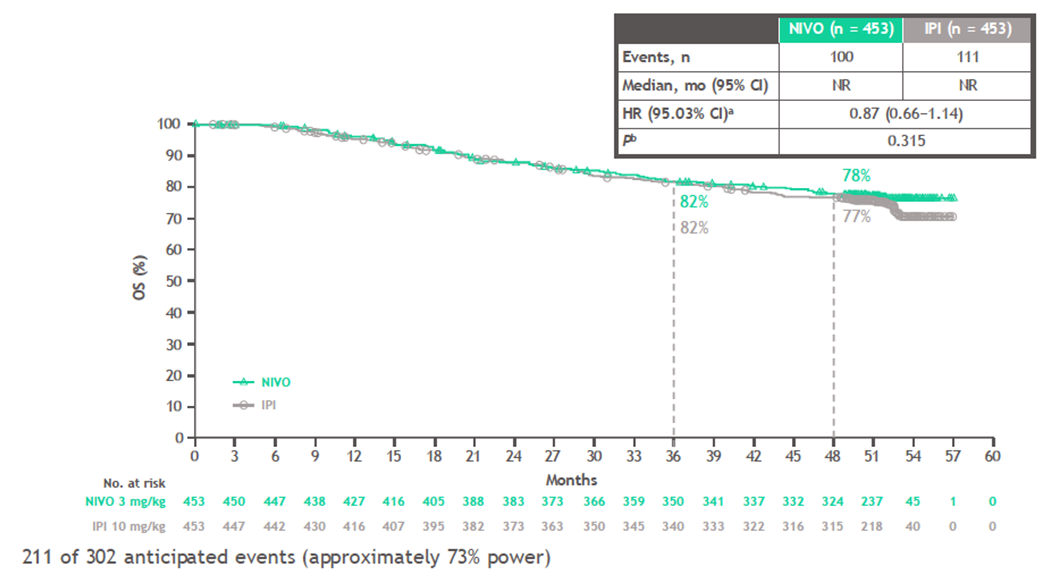 NIVO (n = 453) IPI (n = 453)
Events, n 100 111
Median, mo (95% CI) NR NR
HR (95.03% CI)ᵃ 0.87 (0.66–1.14)
Pᵇ 0.315
100
90
80
70
60
50
40
30
20
10
0
OS (%)
78%
82%
77%
82%
NIVO
IPI
0 3 6 9 12 15 18 21 24 27 30 33 36 39 42 45 48 51 54 57 60
Months
No. at risk
NIVO 3 mg/kg 453 450 447 438 427 416 405 388 383 373 366 359 350 341 337 332 324 237 45 1 0
IPI 10 mg/kg 453 447 442 430 416 407 395 382 373 363 350 345 340 333 322 316 315 218 40 0 0
211 of 302 anticipated events (approximately 73% power)